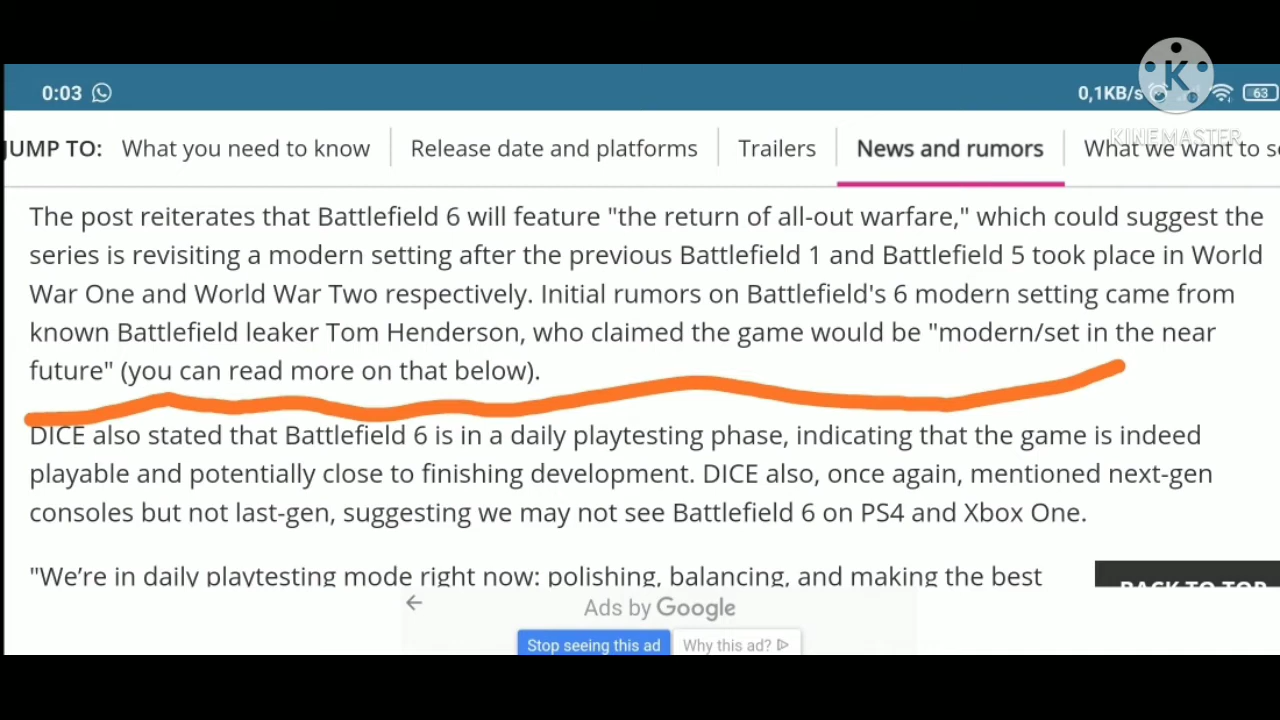 0:03
0,1KB/s
63
K
KINEMASTER
JUMP TO: What you need to know Release date and platforms Trailers News and rumors What we want to se
The post reiterates that Battlefield 6 will feature "the return of all-out warfare," which could suggest the
series is revisiting a modern setting after the previous Battlefield 1 and Battlefield 5 took place in World
War One and World War Two respectively. Initial rumors on Battlefield's 6 modern setting came from
known Battlefield leaker Tom Henderson, who claimed the game would be "modern/set in the near
future" (you can read more on that below).
DICE also stated that Battlefield 6 is in a daily playtesting phase, indicating that the game is indeed
playable and potentially close to finishing development. DICE also, once again, mentioned next-gen
consoles but not last-gen, suggesting we may not see Battlefield 6 on PS4 and Xbox One.
"We’re in daily playtesting mode right now: polishing, balancing, and making the best
BACK TO TOP
Ads by Google
Stop seeing this ad Why this ad?